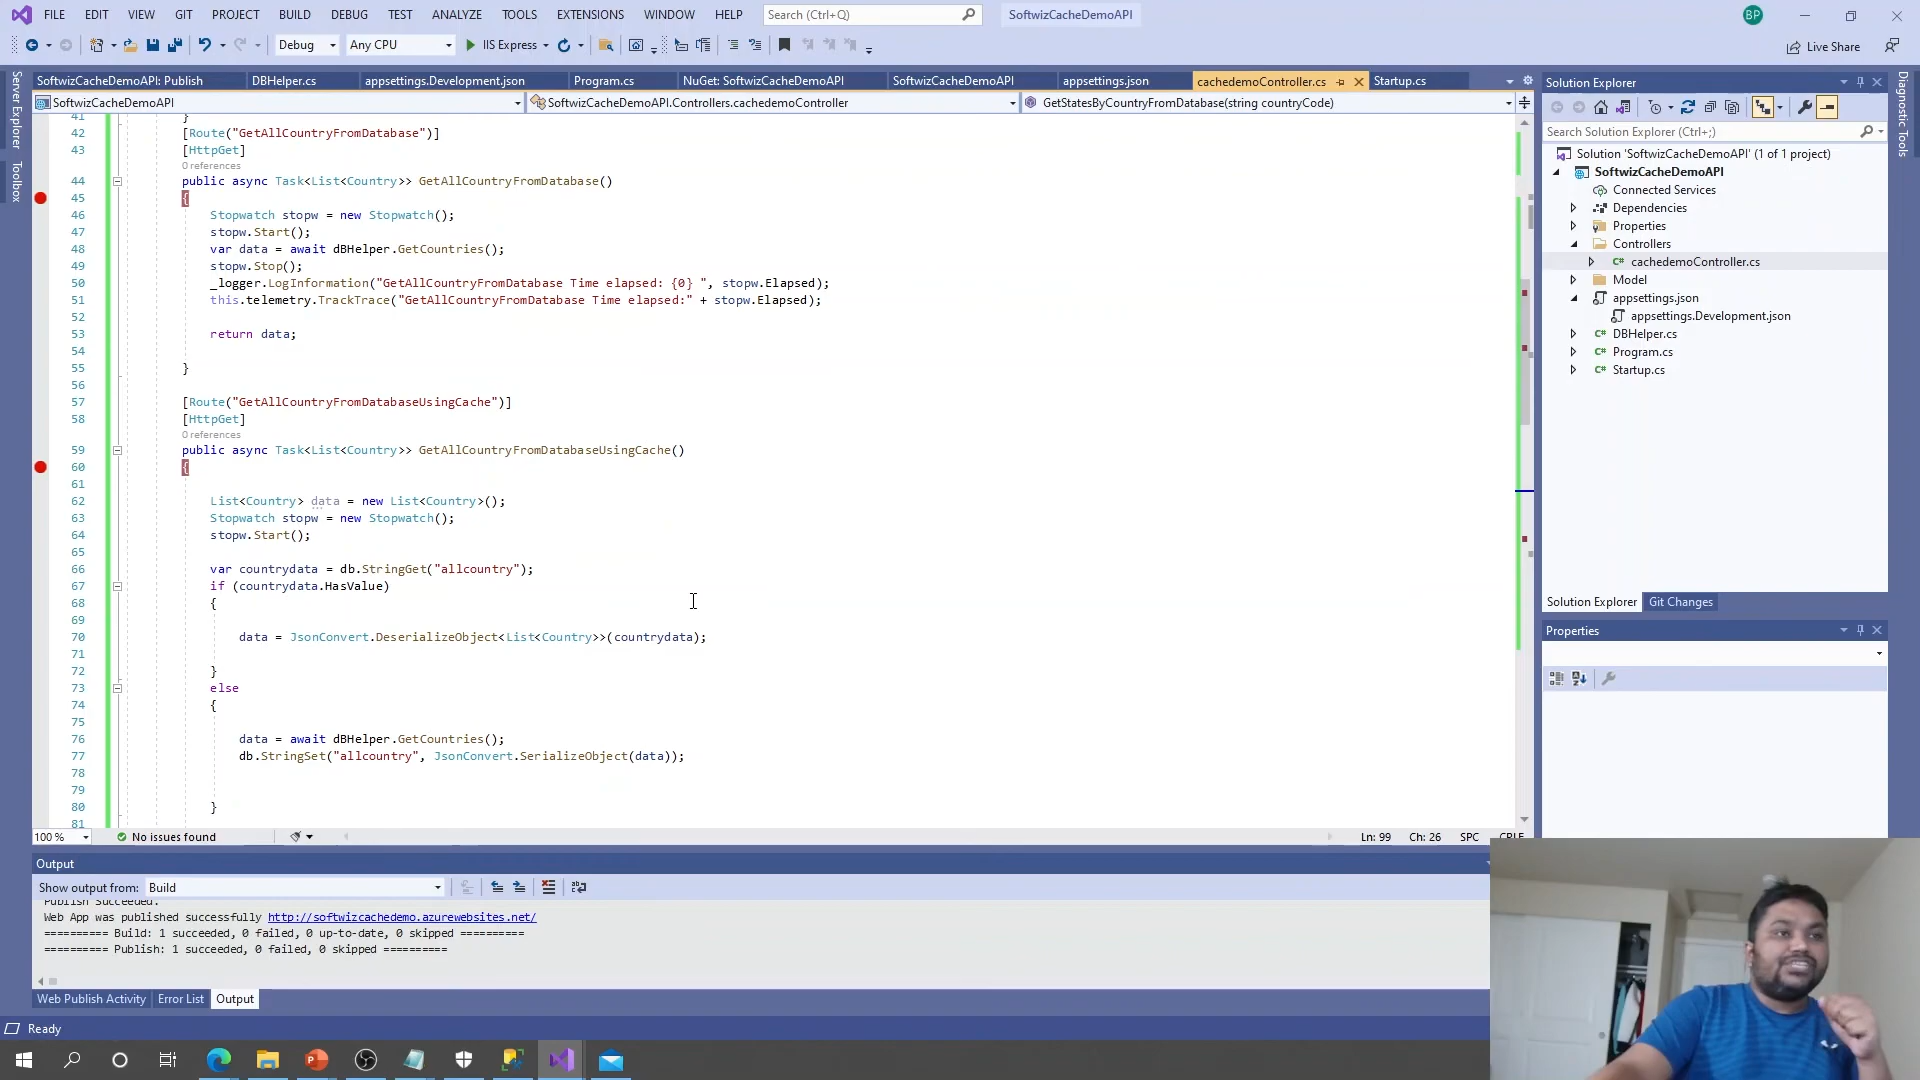 FILE EDIT VIEW GIT PROJECT BUILD DEBUG TEST ANALYZE TOOLS EXTENSIONS WINDOW HELP Search (Ctrl+Q) SoftwizCacheDemoAPI BP
Debug Any CPU IIS Express Live Share
SoftwizCacheDemoAPI: Publish DBHelper.cs appsettings.Development.json Program.cs NuGet: SoftwizCacheDemoAPI SoftwizCacheDemoAPI appsettings.json cachedemoController.cs Startup.cs
SoftwizCacheDemoAPI SoftwizCacheDemoAPI.Controllers.cachedemoController GetStatesByCountryFromDatabase(string countryCode)
Server Explorer
Toolbox
41 }
42 [Route("GetAllCountryFromDatabase")]
43 [HttpGet]
0 references
44 public async Task<List<Country>> GetAllCountryFromDatabase()
45 {
46 Stopwatch stopw = new Stopwatch();
47 stopw.Start();
48 var data = await dBHelper.GetCountries();
49 stopw.Stop();
50 _logger.LogInformation("GetAllCountryFromDatabase Time elapsed: {0} ", stopw.Elapsed);
51 this.telemetry.TrackTrace("GetAllCountryFromDatabase Time elapsed:" + stopw.Elapsed);
52
53 return data;
54
55 }
56
57 [Route("GetAllCountryFromDatabaseUsingCache")]
58 [HttpGet]
0 references
59 public async Task<List<Country>> GetAllCountryFromDatabaseUsingCache()
60 {
61
62 List<Country> data = new List<Country>();
63 Stopwatch stopw = new Stopwatch();
64 stopw.Start();
65
66 var countrydata = db.StringGet("allcountry");
67 if (countrydata.HasValue)
68 {
69
70 data = JsonConvert.DeserializeObject<List<Country>>(countrydata);
71
72 }
73 else
74 {
75
76 data = await dBHelper.GetCountries();
77 db.StringSet("allcountry", JsonConvert.SerializeObject(data));
78
79
80 }
81
100 % No issues found Ln: 99 Ch: 26 SPC CRLF
Output
Show output from: Build
Publish Succeeded.
Web App was published successfully http://softwizcachedemo.azurewebsites.net/
========== Build: 1 succeeded, 0 failed, 0 up-to-date, 0 skipped ==========
========== Publish: 1 succeeded, 0 failed, 0 skipped ==========
Web Publish Activity Error List Output
Ready
Solution Explorer
Search Solution Explorer (Ctrl+;)
Solution 'SoftwizCacheDemoAPI' (1 of 1 project)
SoftwizCacheDemoAPI
Connected Services
Dependencies
Properties
Controllers
cachedemoController.cs
Model
appsettings.json
appsettings.Development.json
DBHelper.cs
Program.cs
Startup.cs
Solution Explorer Git Changes
Properties
Diagnostic Tools